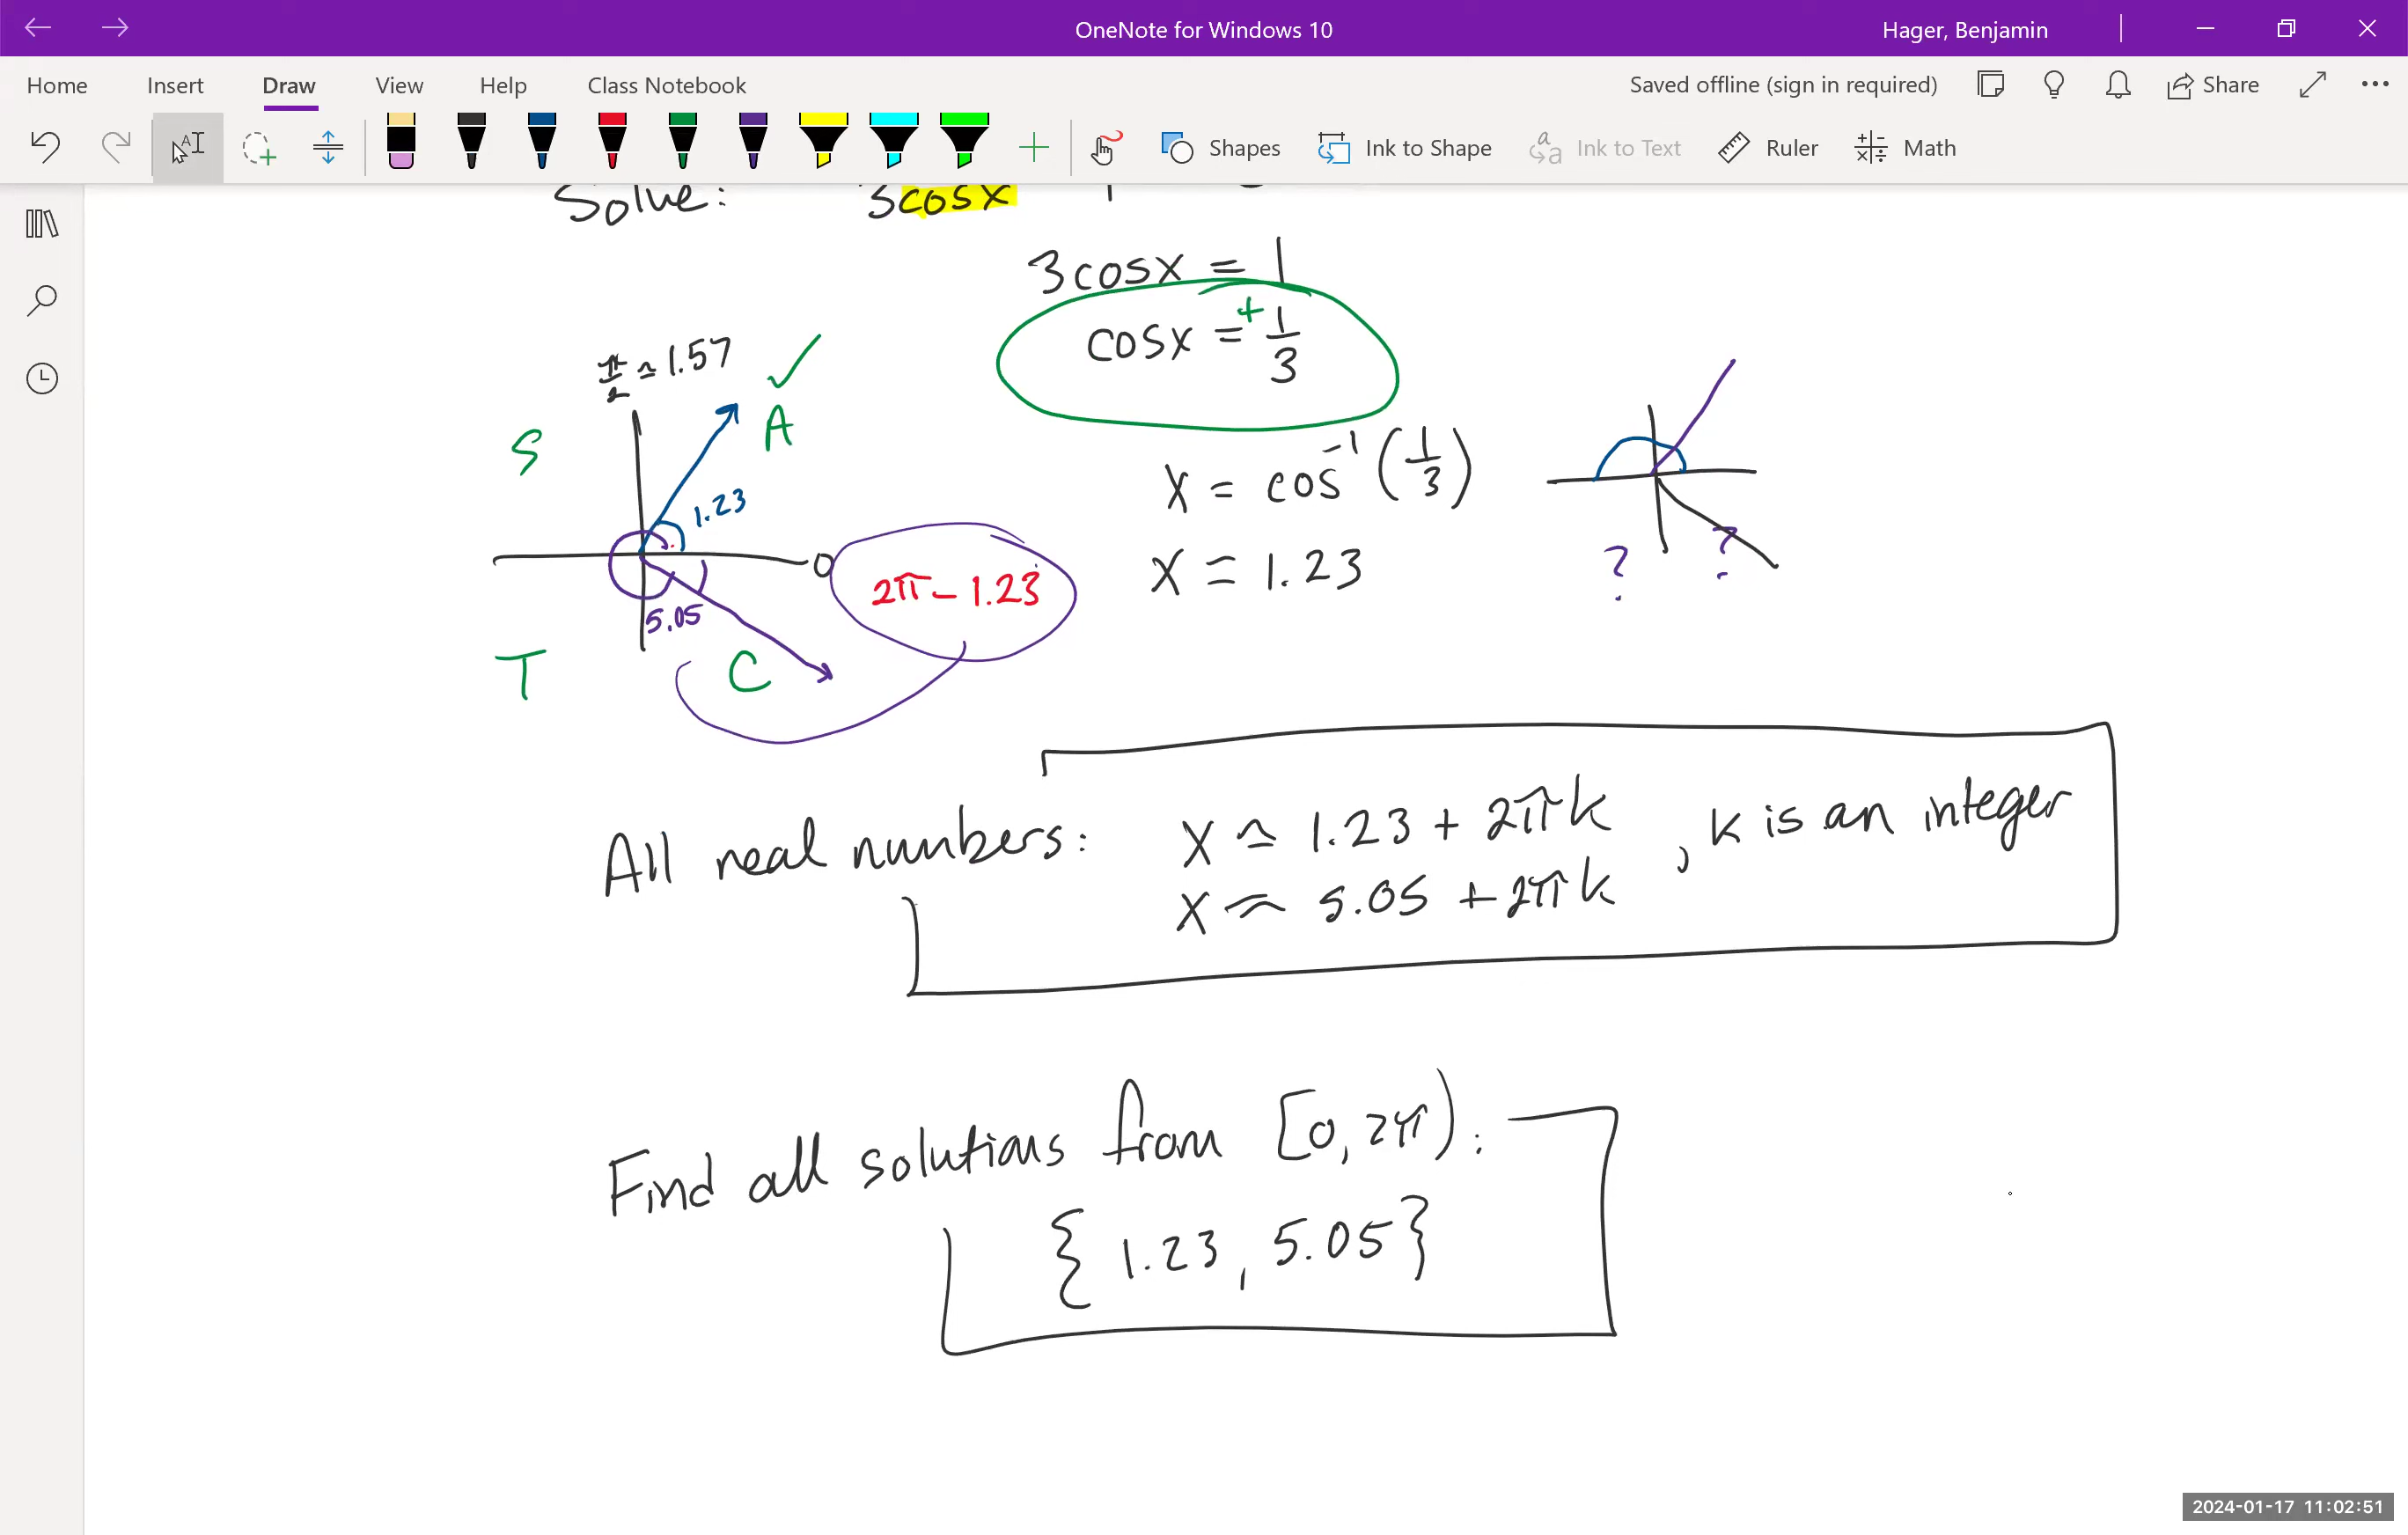 OneNote for Windows 10
Hager, Benjamin
Home Insert Draw View Help Class Notebook
Saved offline (sign in required) Share
Shapes Ink to Shape Ink to Text Ruler Math
Solve: 3cosx
3cosx = 1
cosx = + 1/3
π/2 ≃ 1.57
S
A
x = cos⁻¹(1/3)
1.23
0
2π - 1.23
x = 1.23
? ?
5.05
T
C
All real numbers: x ≃ 1.23 + 2πk
, k is an integer
x ≈ 5.05 + 2πk
Find all solutions from [0, 2π):
{ 1.23, 5.05}
2024-01-17 11:02:51